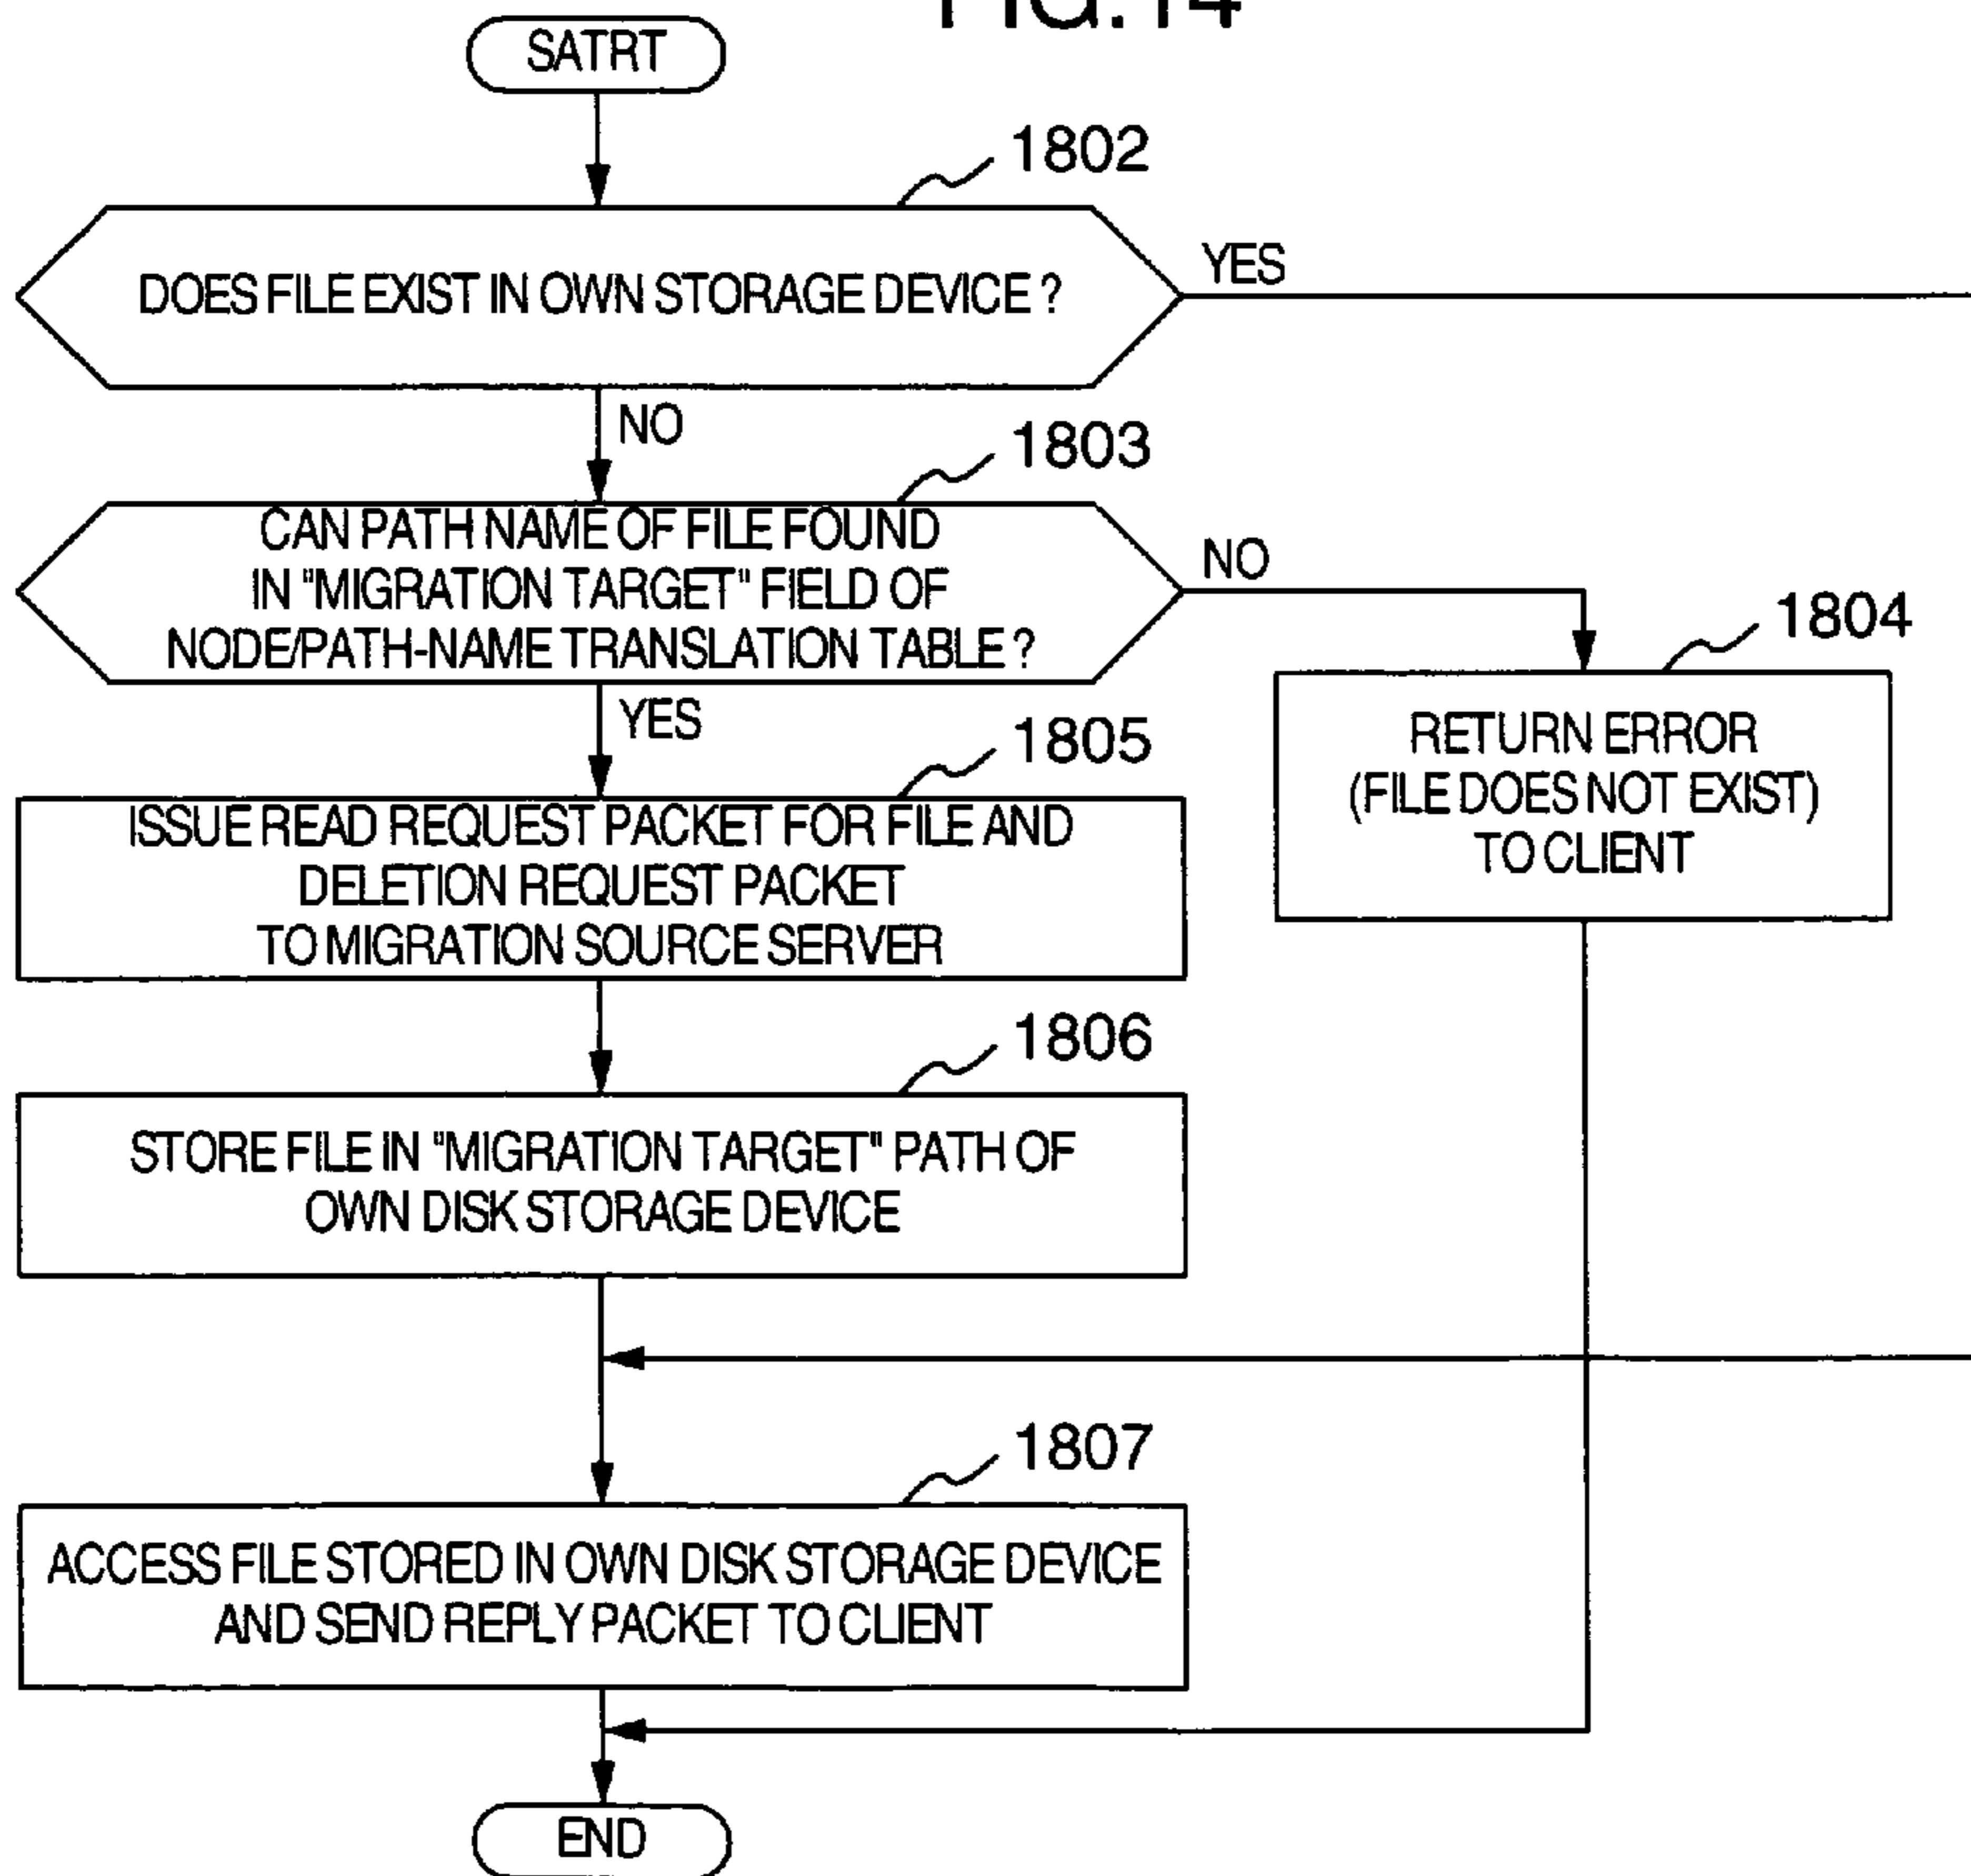 FIG.14
SATRT
1802
DOES FILE EXIST IN OWN STORAGE DEVICE ?
YES
NO
1803
CAN PATH NAME OF FILE FOUND
IN "MIGRATION TARGET" FIELD OF
NODE/PATH-NAME TRANSLATION TABLE ?
NO
1804
YES
RETURN ERROR
(FILE DOES NOT EXIST)
TO CLIENT
1805
ISSUE READ REQUEST PACKET FOR FILE AND
DELETION REQUEST PACKET
TO MIGRATION SOURCE SERVER
1806
STORE FILE IN "MIGRATION TARGET" PATH OF
OWN DISK STORAGE DEVICE
1807
ACCESS FILE STORED IN OWN DISK STORAGE DEVICE
AND SEND REPLY PACKET TO CLIENT
END